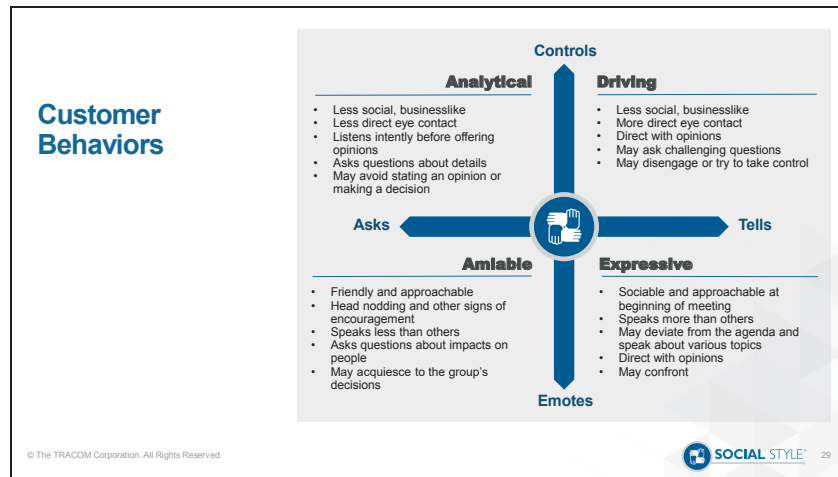 Customer
Behaviors
Controls
Analytical
• Less social, businesslike
• Less direct eye contact
• Listens intently before offering
opinions
• Asks questions about details
• May avoid stating an opinion or
making a decision
Driving
• Less social, businesslike
• More direct eye contact
• Direct with opinions
• May ask challenging questions
• May disengage or try to take control
Asks
Tells
Amiable
• Friendly and approachable
• Head nodding and other signs of
encouragement
• Speaks less than others
• Asks questions about impacts on
people
• May acquiesce to the group's
decisions
Expressive
• Sociable and approachable at
beginning of meeting
• Speaks more than others
• May deviate from the agenda and
speak about various topics
• Direct with opinions
• May confront
Emotes
© The TRACOM Corporation. All Rights Reserved.
SOCIAL STYLE℠ 29